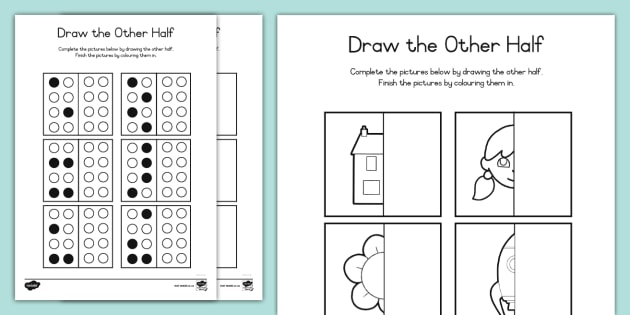 Draw the Other Half
Complete the pictures below by drawing the other half.
Finish the pictures by colouring them in.
Draw the Other Half
Complete the pictures below by drawing the other half.
Finish the pictures by colouring them in.